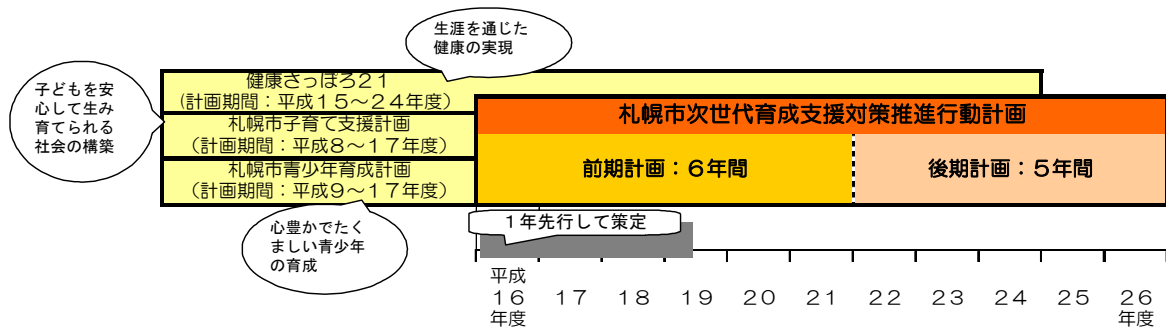 生涯を通じた
健康の実現
子どもを安
心して生み
育てられる
社会の構築
健康さっぽろ21
(計画期間：平成15～24年度)
札幌市子育て支援計画
(計画期間：平成8～17年度)
札幌市青少年育成計画
(計画期間：平成9～17年度)
札幌市次世代育成支援対策推進行動計画
前期計画：6年間
後期計画：5年間
心豊かでたく
ましい青少年
の育成
1年先行して策定
平成
16 17 18 19 20 21 22 23 24 25 26
年度 年度